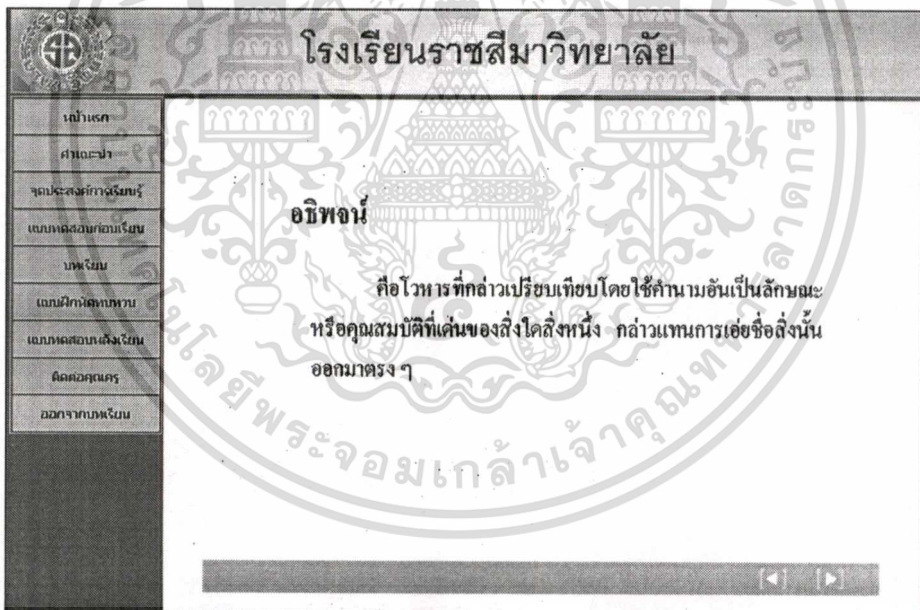 โรงเรียนราชสีมาวิทยาลัย
หน้าแรก
คำแนะนำ
จุดประสงค์การเรียนรู้
แบบทดสอบก่อนเรียน
บทเรียน
แบบฝึกหัดทบทวน
แบบทดสอบหลังเรียน
ติดต่อคุณครู
ออกจากบทเรียน
อธิพจน์
คือโวหารที่กล่าวเปรียบเทียบโดยใช้คำนามอันเป็นลักษณะ
หรือคุณสมบัติที่เด่นของสิ่งใดสิ่งหนึ่ง กล่าวแทนการเอ่ยชื่อสิ่งนั้น
ออกมาตรง ๆ